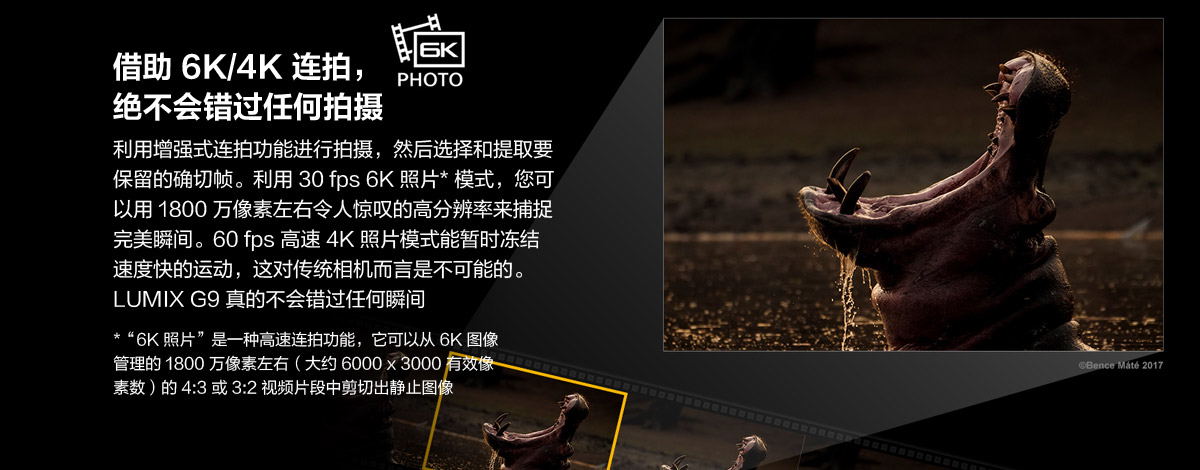 6K
PHOTO
借助 6K/4K 连拍，
绝不会错过任何拍摄
利用增强式连拍功能进行拍摄，然后选择和提取要
保留的确切帧。利用 30 fps 6K 照片* 模式，您可
以用 1800 万像素左右令人惊叹的高分辨率来捕捉
完美瞬间。60 fps 高速 4K 照片模式能暂时冻结
速度快的运动，这对传统相机而言是不可能的。
LUMIX G9 真的不会错过任何瞬间
*“6K 照片”是一种高速连拍功能，它可以从 6K 图像
管理的 1800 万像素左右（大约 6000 x 3000 有效像
素数）的 4:3 或 3:2 视频片段中剪切出静止图像
©Bence Máté 2017